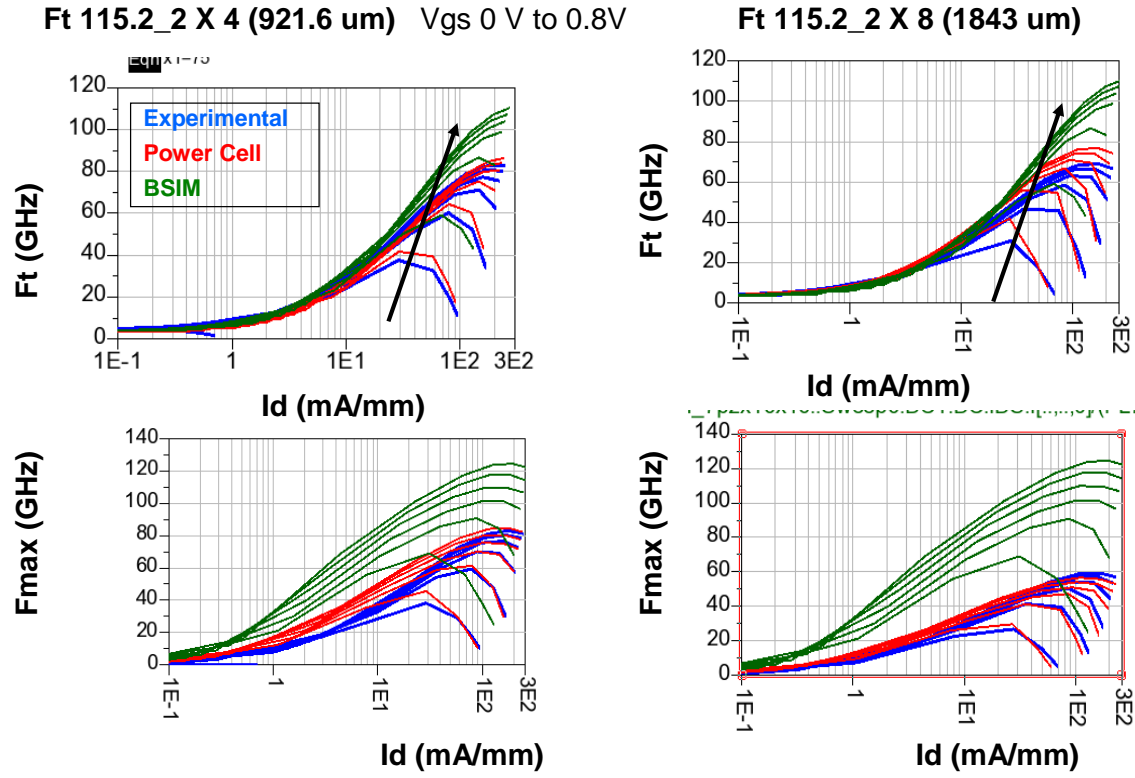 Ft 115.2_2 X 4 (921.6 um) Vgs 0 V to 0.8V
Ft 115.2_2 X 8 (1843 um)
Ft (GHz)
120
100
80
60
40
20
0
Experimental
Power Cell
BSIM
1E-1
1
1E1
1E2
3E2
Id (mA/mm)
Ft (GHz)
120
100
80
60
40
20
0
1E-1
1
1E1
1E2
3E2
Id (mA/mm)
Fmax (GHz)
140
120
100
80
60
40
20
0
1E-1
1
1E1
1E2
3E2
Id (mA/mm)
Fmax (GHz)
140
120
100
80
60
40
20
0
1E-1
1
1E1
1E2
3E2
Id (mA/mm)